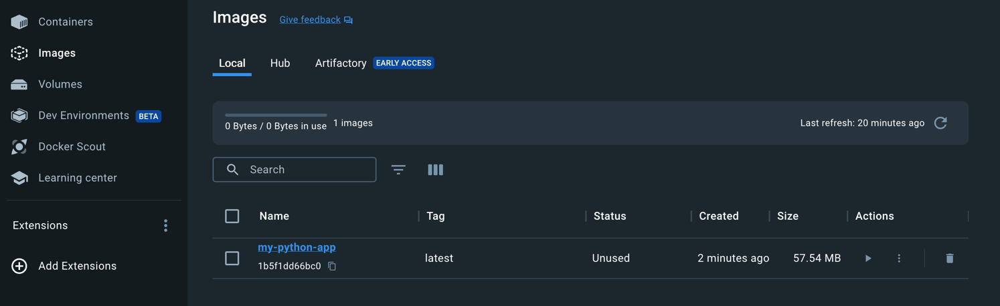 Containers
Images
Volumes
Dev Environments BETA
Docker Scout
Learning center
Extensions
Add Extensions
Images Give feedback
Local Hub Artifactory EARLY ACCESS
0 Bytes / 0 Bytes in use 1 images Last refresh: 20 minutes ago
Search
Name Tag Status Created Size Actions
my-python-app
1b5f1dd66bc0 latest Unused 2 minutes ago 57.54 MB